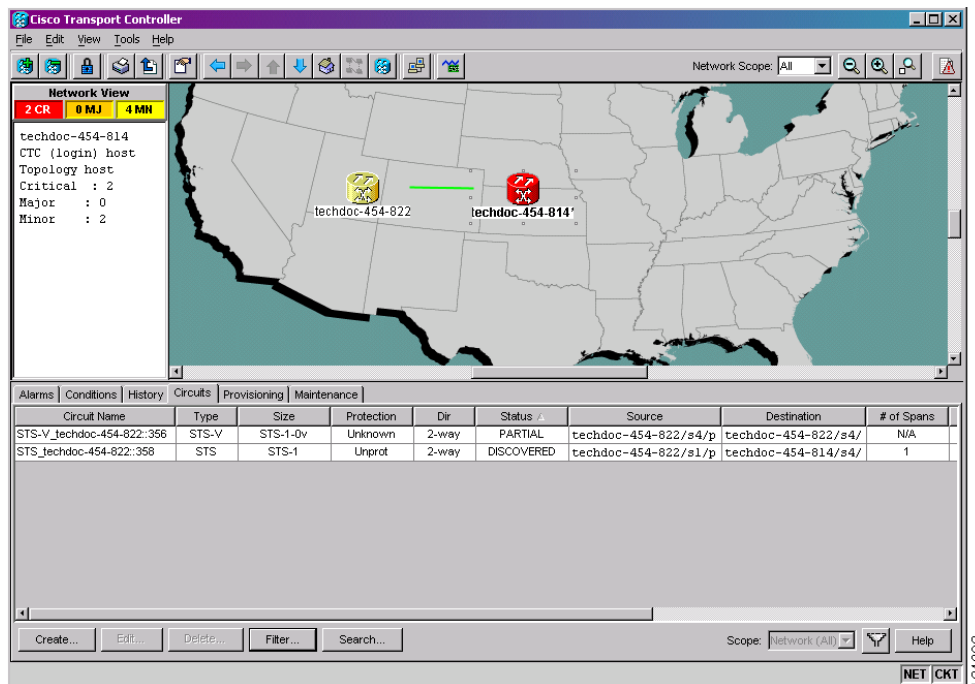 Cisco Transport Controller
File Edit View Tools Help
Network Scope: All
Network View
2 CR 0 MJ 4 MN
techdoc-454-814
CTC (login) host
Topology host
Critical : 2
Major : 0
Minor : 2
techdoc-454-822
techdoc-454-814
Alarms Conditions History Circuits Provisioning Maintenance
Circuit Name Type Size Protection Dir Status Source Destination # of Spans
STS-V_techdoc-454-822::356 STS-V STS-1-0v Unknown 2-way PARTIAL techdoc-454-822/s4/p techdoc-454-822/s4/ N/A
STS_techdoc-454-822::358 STS STS-1 Unprot 2-way DISCOVERED techdoc-454-822/s1/p techdoc-454-814/s4/ 1
Create... Edit... Delete... Filter... Search... Scope: Network (All) Help
NET CKT